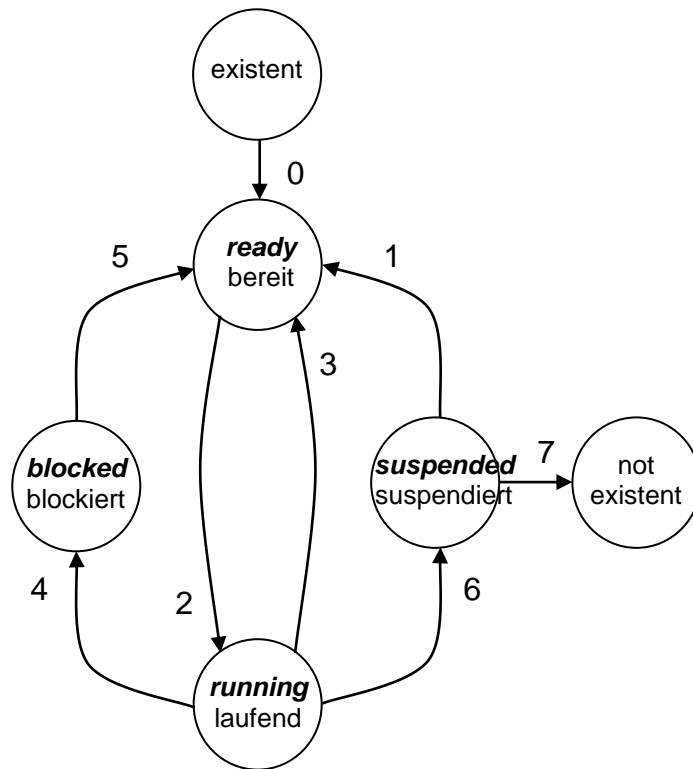 existent
0
ready
bereit
5
1
3
blocked
blockiert
suspended
suspendiert
7
not
existent
4
2
6
running
laufend